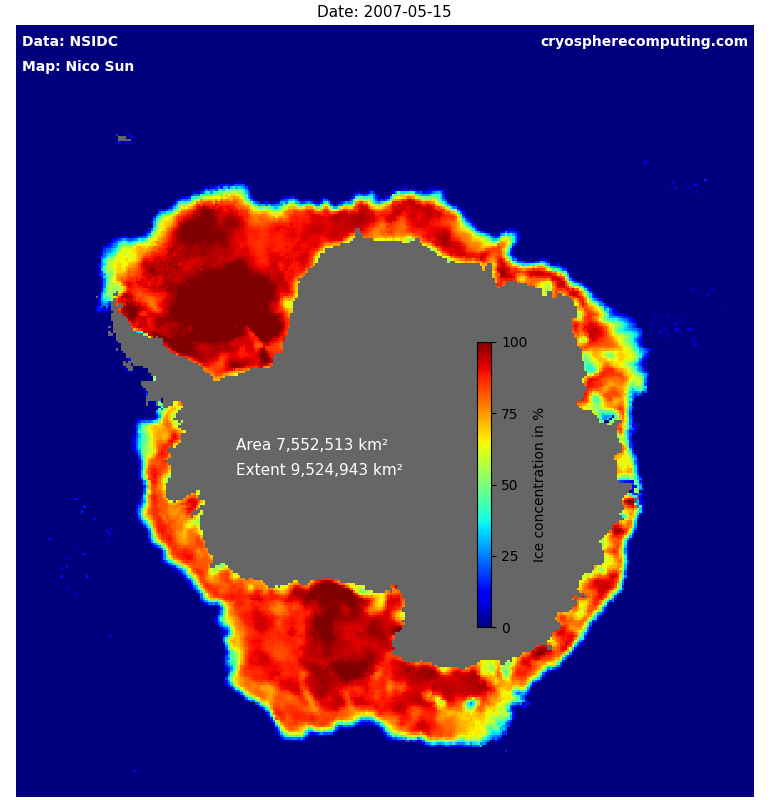 Date: 2007-05-15
Data: NSIDC
cryospherecomputing.com
Map: Nico Sun
Area 7,552,513 km²
Extent 9,524,943 km²
100
75
50
25
0
Ice concentration in %